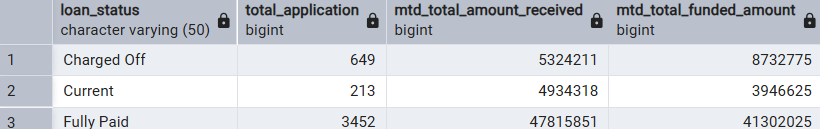 loan_status total_application mtd_total_amount_received mtd_total_funded_amount
character varying (50) bigint bigint bigint
1 Charged Off 649 5324211 8732775
2 Current 213 4934318 3946625
3 Fully Paid 3452 47815851 41302025